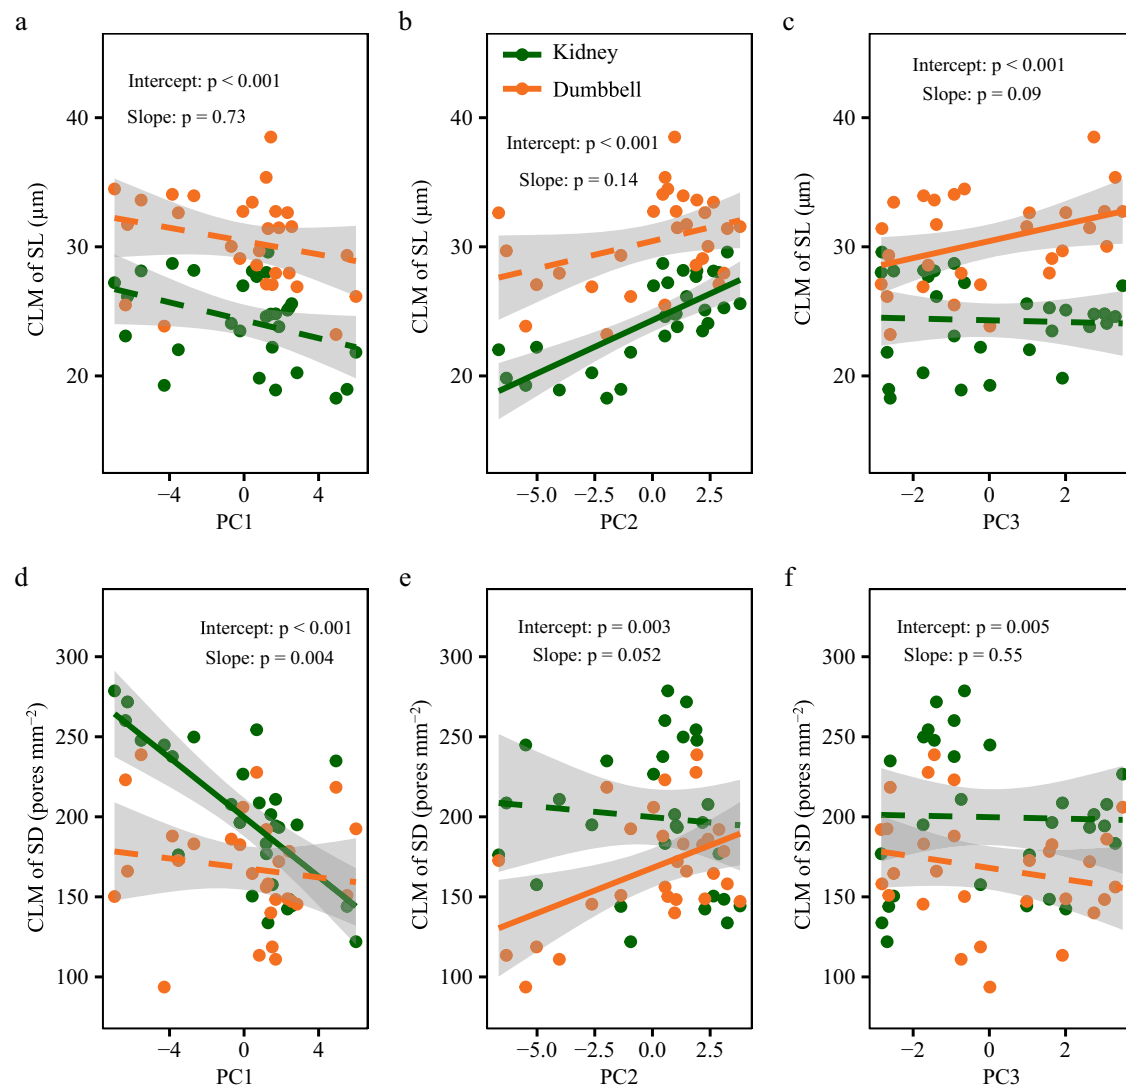 a
b
c
Intercept: p < 0.001
Slope: p = 0.73
Kidney
Dumbbell
Intercept: p < 0.001
Slope: p = 0.14
Intercept: p < 0.001
Slope: p = 0.09
CLM of SL (μm)
40
30
20
−4
0
4
PC1
CLM of SL (μm)
40
30
20
−5.0
−2.5
0.0
2.5
PC2
CLM of SL (μm)
40
30
20
−2
0
2
PC3
d
e
f
Intercept: p < 0.001
Slope: p = 0.004
Intercept: p = 0.003
Slope: p = 0.052
Intercept: p = 0.005
Slope: p = 0.55
CLM of SD (pores mm⁻²)
300
250
200
150
100
−4
0
4
PC1
CLM of SD (pores mm⁻²)
300
250
200
150
100
−5.0
−2.5
0.0
2.5
PC2
CLM of SD (pores mm⁻²)
300
250
200
150
100
−2
0
2
PC3